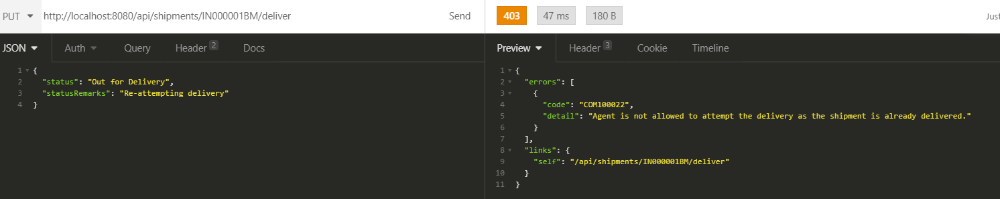 PUT http://localhost:8080/api/shipments/IN000001BM/deliver Send
JSON Auth Query Header 2 Docs
1 {
2 "status": "Out for Delivery",
3 "statusRemarks": "Re-attempting delivery"
4 }
403 47 ms 180 B Just
Preview Header 3 Cookie Timeline
1 {
2 "errors": [
3 {
4 "code": "COM100022",
5 "detail": "Agent is not allowed to attempt the delivery as the shipment is already delivered."
6 }
7 ],
8 "links": {
9 "self": "/api/shipments/IN000001BM/deliver"
10 }
11 }